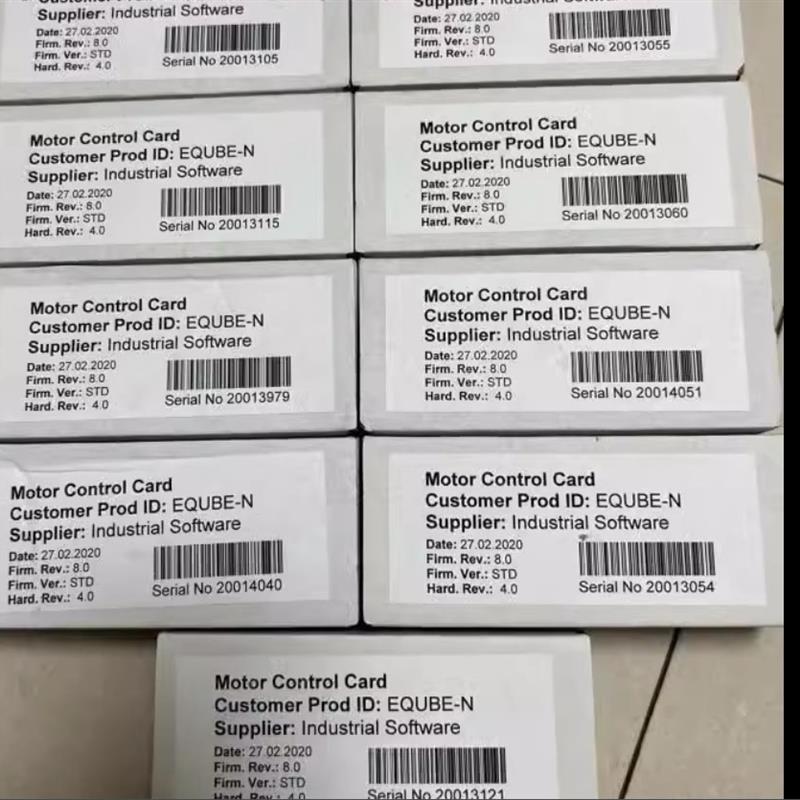 Supplier: Industrial Software
Date: 27.02.2020
Firm. Rev.: 8.0
Firm. Ver.: STD
Hard. Rev.: 4.0
Serial No 20013105
Supplier: Industrial Software
Date: 27.02.2020
Firm. Rev.: 8.0
Firm. Ver.: STD
Hard. Rev.: 4.0
Serial No 20013055
Motor Control Card
Customer Prod ID: EQUBE-N
Supplier: Industrial Software
Date: 27.02.2020
Firm. Rev.: 8.0
Firm. Ver.: STD
Hard. Rev.: 4.0
Serial No 20013115
Motor Control Card
Customer Prod ID: EQUBE-N
Supplier: Industrial Software
Date: 27.02.2020
Firm. Rev.: 8.0
Firm. Ver.: STD
Hard. Rev.: 4.0
Serial No 20013060
Motor Control Card
Customer Prod ID: EQUBE-N
Supplier: Industrial Software
Date: 27.02.2020
Firm. Rev.: 8.0
Firm. Ver.: STD
Hard. Rev.: 4.0
Serial No 20013979
Motor Control Card
Customer Prod ID: EQUBE-N
Supplier: Industrial Software
Date: 27.02.2020
Firm. Rev.: 8.0
Firm. Ver.: STD
Hard. Rev.: 4.0
Serial No 20014051
Motor Control Card
Customer Prod ID: EQUBE-N
Supplier: Industrial Software
Date: 27.02.2020
Firm. Rev.: 8.0
Firm. Ver.: STD
Hard. Rev.: 4.0
Serial No 20014040
Motor Control Card
Customer Prod ID: EQUBE-N
Supplier: Industrial Software
Date: 27.02.2020
Firm. Rev.: 8.0
Firm. Ver.: STD
Hard. Rev.: 4.0
Serial No 20013054
Motor Control Card
Customer Prod ID: EQUBE-N
Supplier: Industrial Software
Date: 27.02.2020
Firm. Rev.: 8.0
Firm. Ver.: STD
Hard. Rev.: 4.0
Serial No 20013121